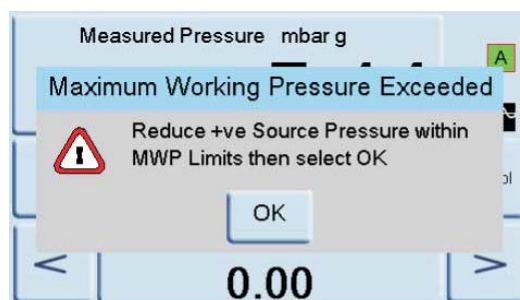 Measured Pressure mbar g
A
Maximum Working Pressure Exceeded
Reduce +ve Source Pressure within
MWP Limits then select OK
OK
<
0.00
>